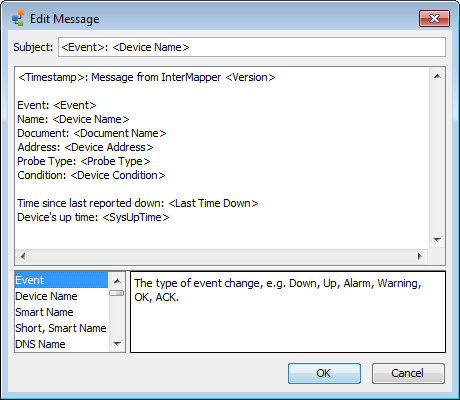 Edit Message
Subject: <Event>: <Device Name>
<Timestamp>: Message from InterMapper <Version>
Event: <Event>
Name: <Device Name>
Document: <Document Name>
Address: <Device Address>
Probe Type: <Probe Type>
Condition: <Device Condition>
Time since last reported down: <Last Time Down>
Device's up time: <SysUpTime>
Event
Device Name
Smart Name
Short, Smart Name
DNS Name
The type of event change, e.g. Down, Up, Alarm, Warning,
OK, ACK.
OK
Cancel